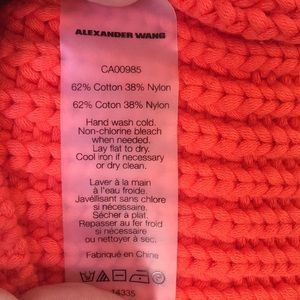 ALEXANDER WANG
CA00985
62% Cotton 38% Nylon
62% Coton 38% Nylon
Hand wash cold.
Non-chlorine bleach
when needed.
Lay flat to dry.
Cool iron if necessary
or dry clean.
Laver à la main
à l'eau froide.
Javéllisant sans chlore
si nécessaire.
Sécher à plat.
Repasser au fer froid
si nécessaire
ou nettoyer à sec.
Fabriqué en Chine
14335